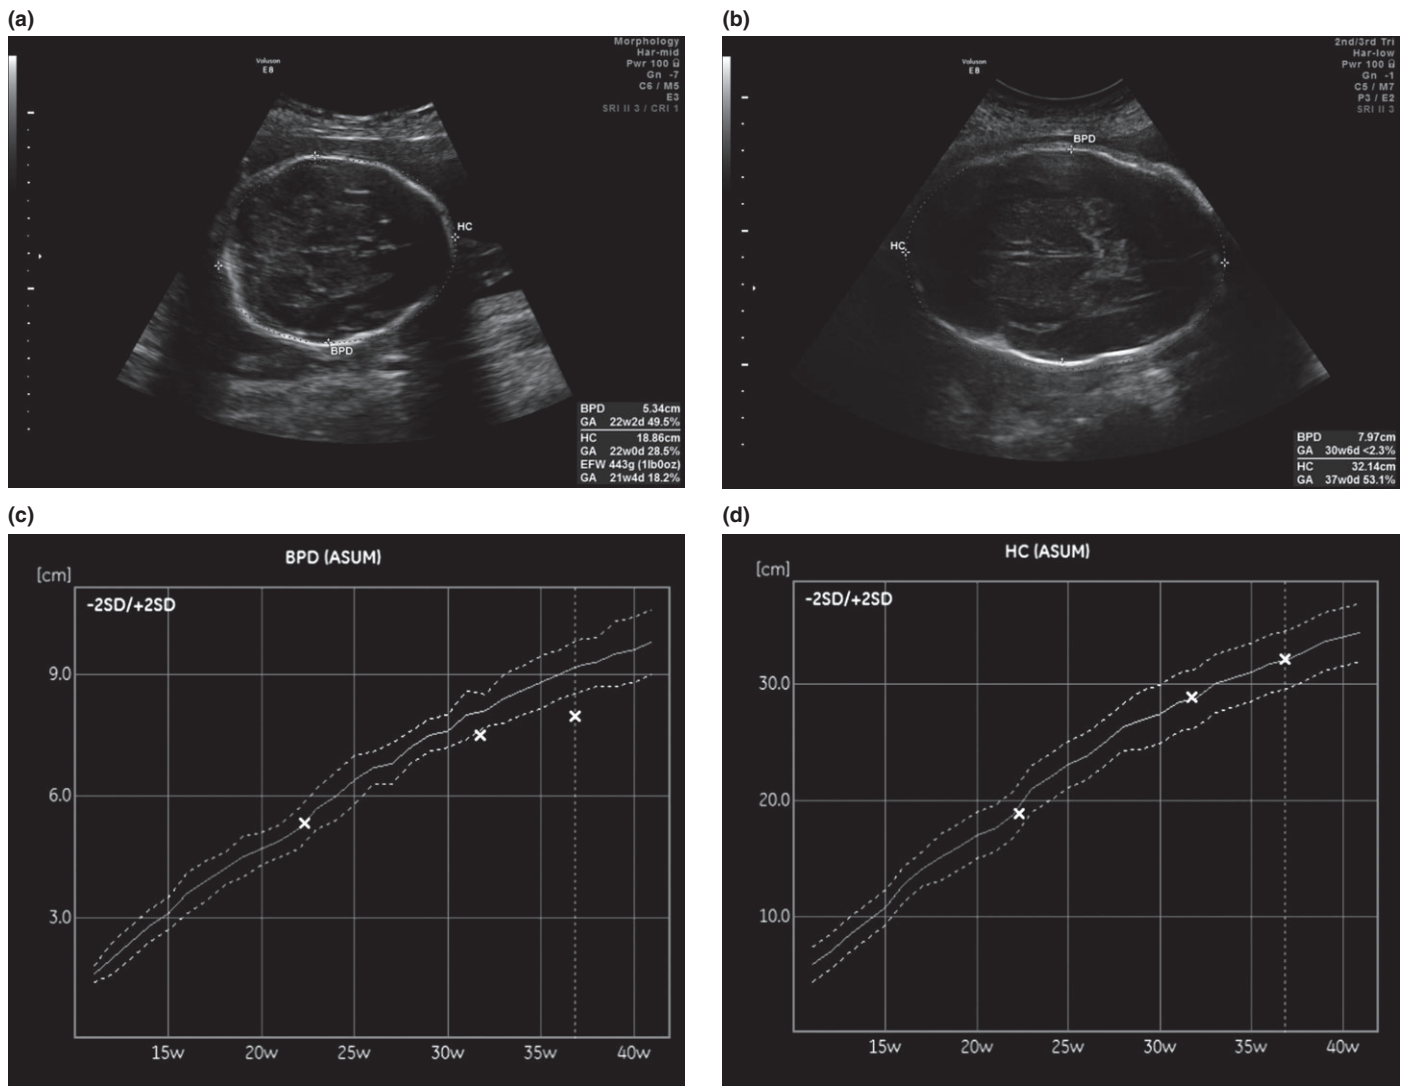 (a)
Voluson
E8
Morphology
Har-mid
Pwr 100
Gn -7
C6 / M5
E3
SRI II 3 / CRI 1
HC
BPD
BPD 5.34cm
GA 22w2d 49.5%
HC 18.86cm
GA 22w0d 28.5%
EFW 443g (1lb0oz)
GA 21w4d 18.2%
(b)
Voluson
E8
2nd/3rd Tri
Har-low
Pwr 100
Gn -1
C5 / M7
P3 / E2
SRI II 3
BPD
HC
BPD 7.97cm
GA 30w6d <2.3%
HC 32.14cm
GA 37w0d 53.1%
(c)
BPD (ASUM)
[cm]
-2SD/+2SD
9.0
6.0
3.0
15w 20w 25w 30w 35w 40w
(d)
HC (ASUM)
[cm]
-2SD/+2SD
30.0
20.0
10.0
15w 20w 25w 30w 35w 40w